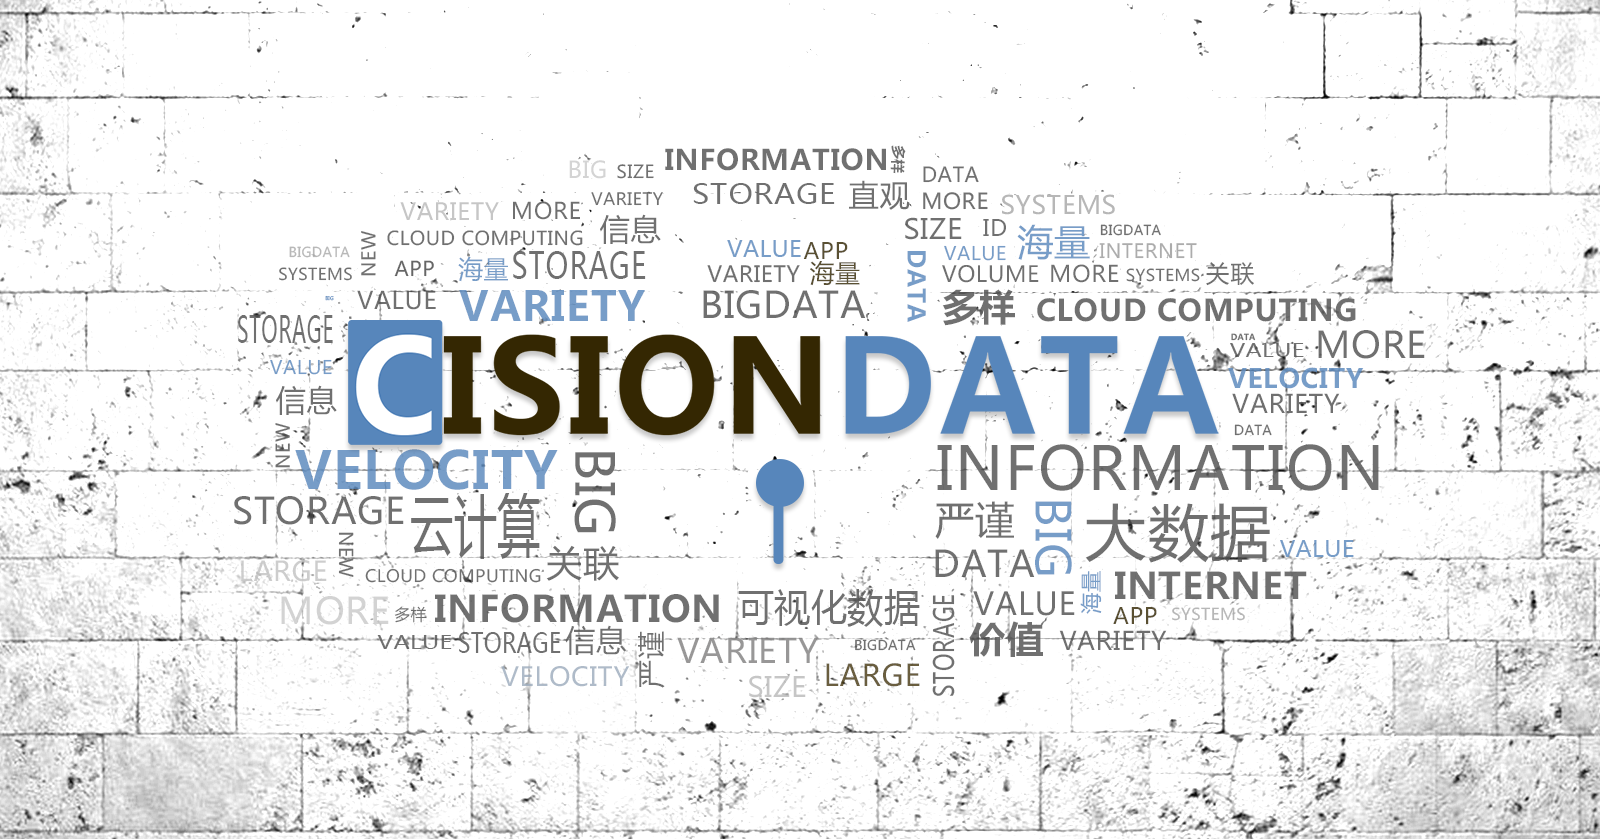 BIG SIZE INFORMATION 多样
VARIETY STORAGE 直观 DATA
VARIETY MORE MORE SYSTEMS
NEW CLOUD COMPUTING 信息 SIZE ID BIGDATA
BIGDATA VALUE APP DATA VALUE 海量 INTERNET
SYSTEMS APP 海量 STORAGE VARIETY 海量 VOLUME MORE SYSTEMS 关联
VALUE VARIETY BIGDATA 多样 CLOUD COMPUTING
STORAGE DATA
VALUE MORE
CISIONDATA
VALUE VELOCITY
信息 VARIETY
NEW DATA
VELOCITY BIG INFORMATION
STORAGE 云计算 严谨 BIG 大数据 VALUE
NEW 关联 DATA
LARGE CLOUD COMPUTING 海量 INTERNET
MORE 多样 INFORMATION 可视化数据 STORAGE VALUE APP SYSTEMS
VALUE STORAGE 信息 严谨 VARIETY BIGDATA 价值 VARIETY
VELOCITY SIZE LARGE